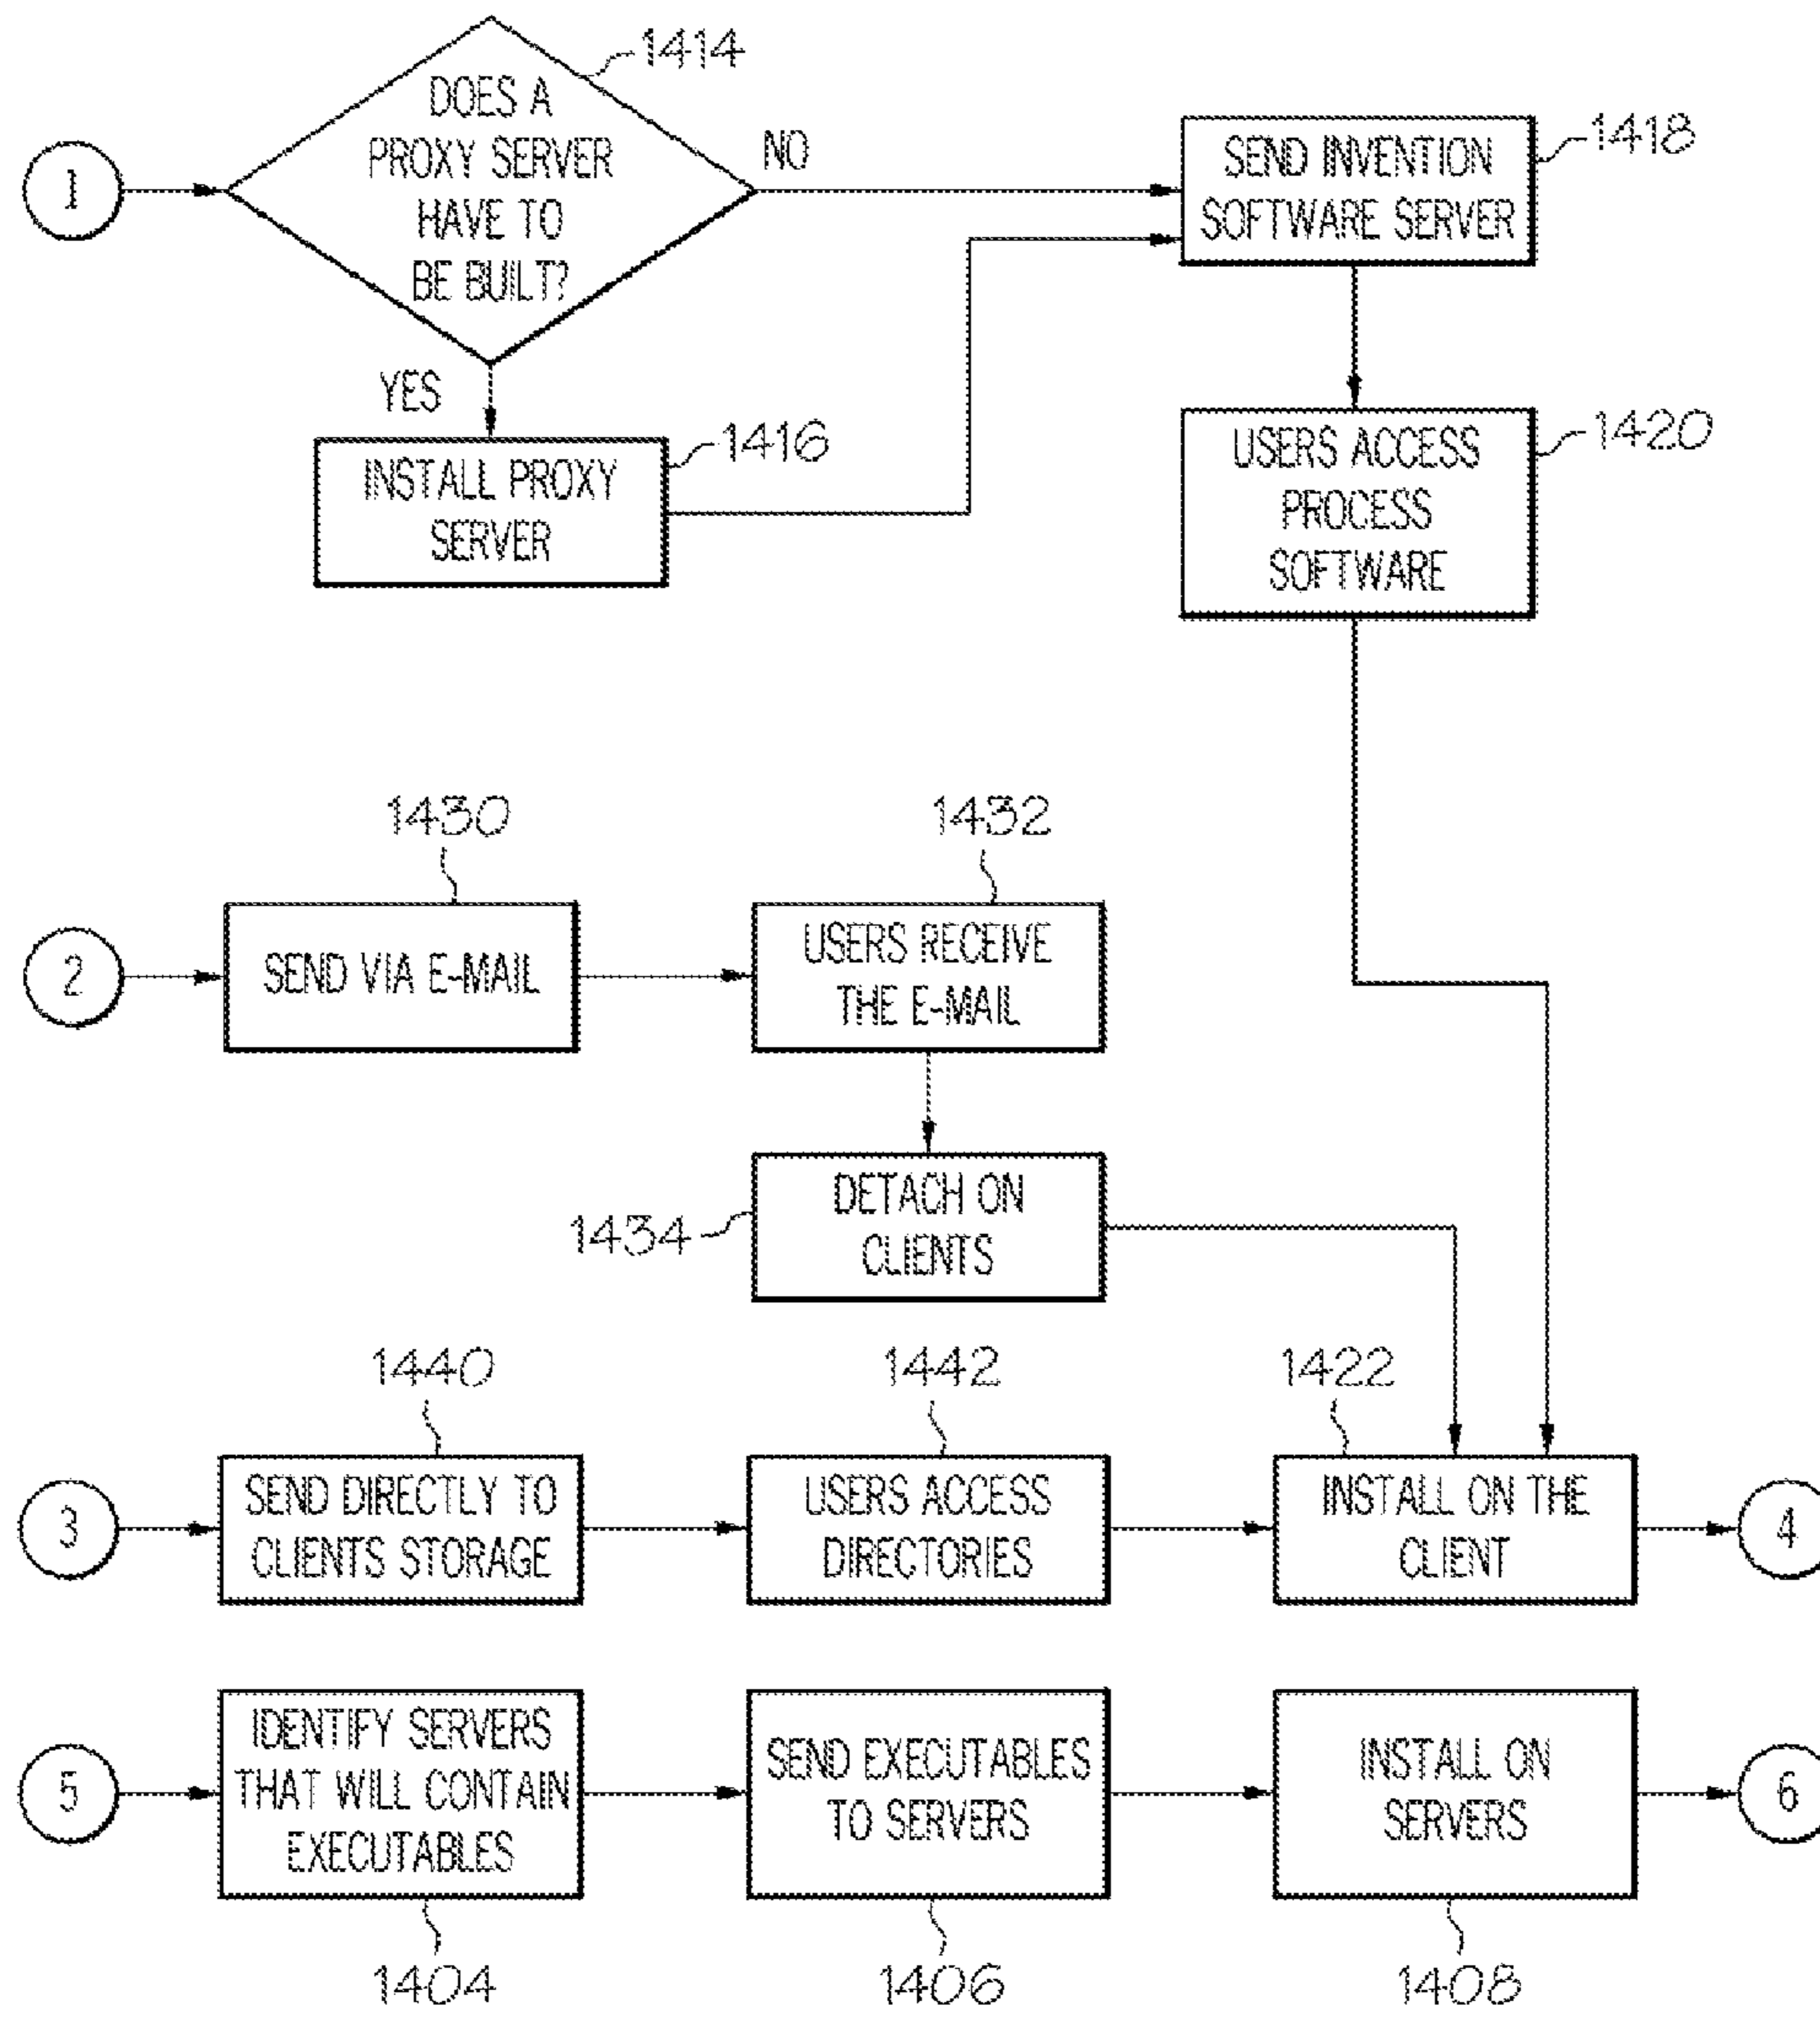 1414
DOES A
PROXY SERVER
HAVE TO
BE BUILT?
1
NO
YES
SEND INVENTION
SOFTWARE SERVER
1418
1416
INSTALL PROXY
SERVER
USERS ACCESS
PROCESS
SOFTWARE
1420
1430
1432
2
SEND VIA E-MAIL
USERS RECEIVE
THE E-MAIL
1434
DETACH ON
CLIENTS
1440
1442
1422
3
SEND DIRECTLY TO
CLIENTS STORAGE
USERS ACCESS
DIRECTORIES
INSTALL ON THE
CLIENT
4
5
IDENTIFY SERVERS
THAT WILL CONTAIN
EXECUTABLES
SEND EXECUTABLES
TO SERVERS
INSTALL ON
SERVERS
6
1404
1406
1408